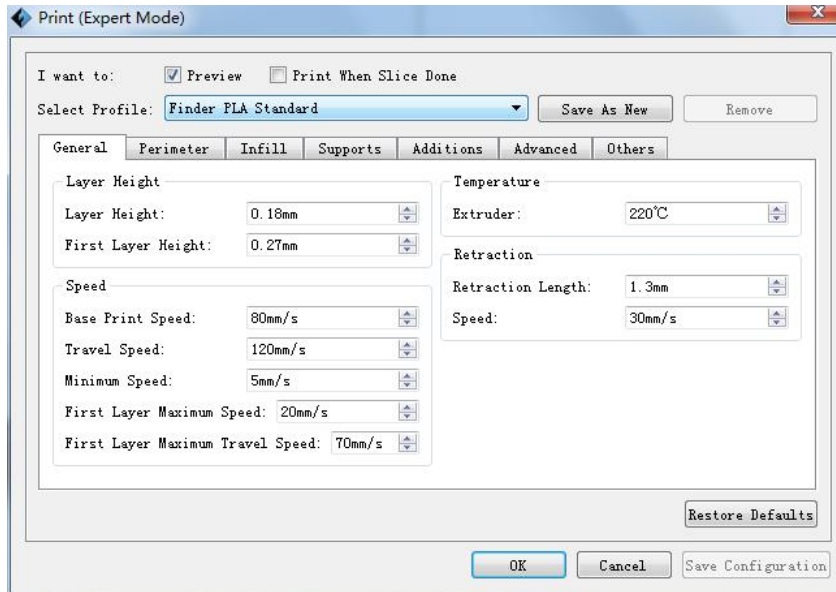 Print (Expert Mode)
I want to: Preview Print When Slice Done
Select Profile: Finder PLA Standard Save As New Remove
General Perimeter Infill Supports Additions Advanced Others
Layer Height
Layer Height: 0.18mm
First Layer Height: 0.27mm
Speed
Base Print Speed: 80mm/s
Travel Speed: 120mm/s
Minimum Speed: 5mm/s
First Layer Maximum Speed: 20mm/s
First Layer Maximum Travel Speed: 70mm/s
Temperature
Extruder: 220℃
Retraction
Retraction Length: 1.3mm
Speed: 30mm/s
Restore Defaults
OK Cancel Save Configuration